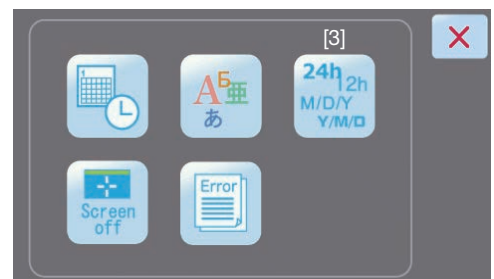 [3]
1
A Б 亜
あ
24h
12h
M/D/Y
Y/M/D
Screen
off
Error